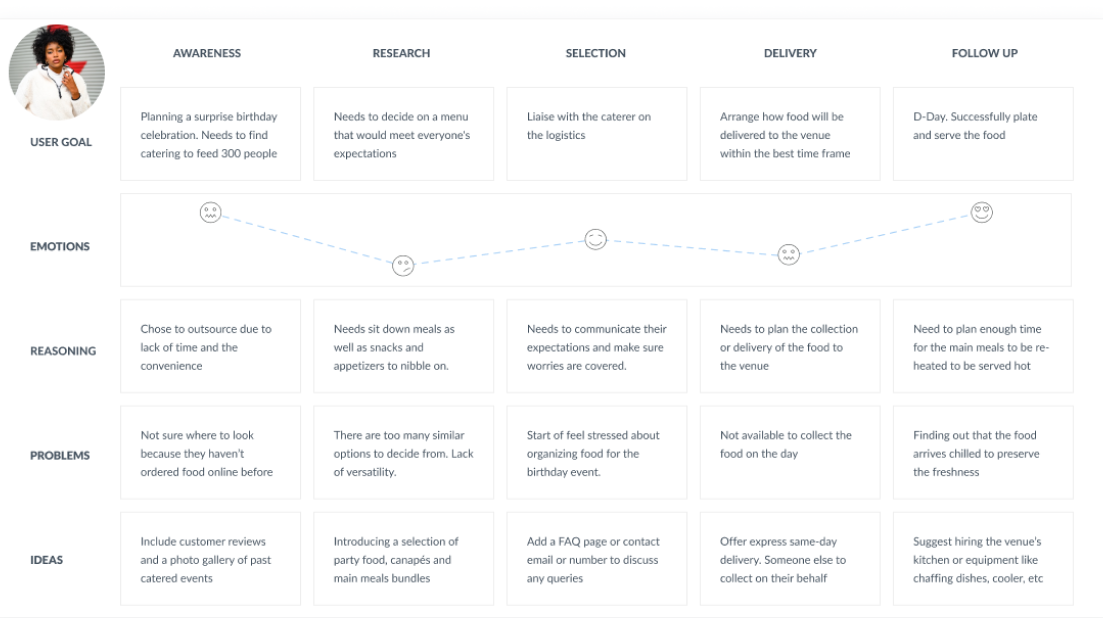 AWARENESS
RESEARCH
SELECTION
DELIVERY
FOLLOW UP
USER GOAL
Planning a surprise birthday
celebration. Needs to find
catering to feed 300 people
Needs to decide on a menu
that would meet everyone's
expectations
Liaise with the caterer on
the logistics
Arrange how food will be
delivered to the venue
within the best time frame
D-Day. Successfully plate
and serve the food
EMOTIONS
REASONING
Chose to outsource due to
lack of time and the
convenience
Needs sit down meals as
well as snacks and
appetizers to nibble on.
Needs to communicate their
expectations and make sure
worries are covered.
Needs to plan the collection
or delivery of the food to
the venue
Need to plan enough time
for the main meals to be re-
heated to be served hot
PROBLEMS
Not sure where to look
because they haven't
ordered food online before
There are too many similar
options to decide from. Lack
of versatility.
Start of feel stressed about
organizing food for the
birthday event.
Not available to collect the
food on the day
Finding out that the food
arrives chilled to preserve
the freshness
IDEAS
Include customer reviews
and a photo gallery of past
catered events
Introducing a selection of
party food, canapés and
main meals bundles
Add a FAQ page or contact
email or number to discuss
any queries
Offer express same-day
delivery. Someone else to
collect on their behalf
Suggest hiring the venue's
kitchen or equipment like
chaffing dishes, cooler, etc